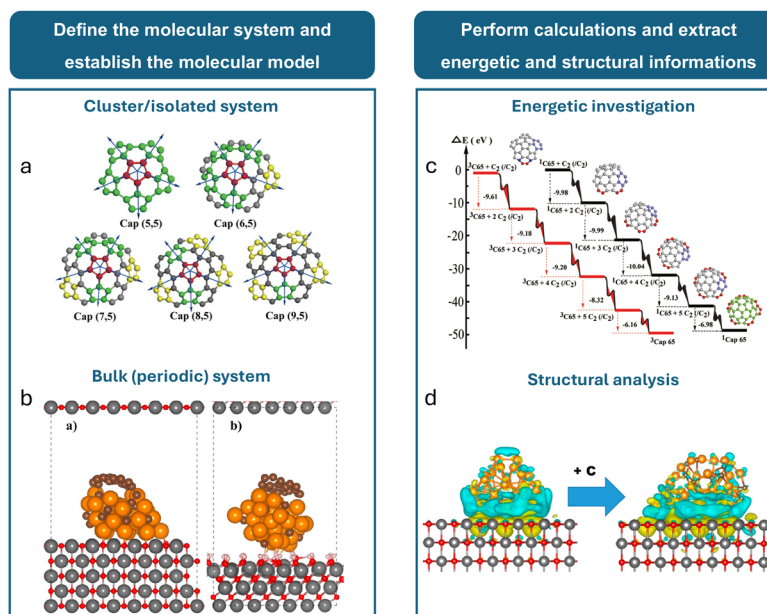 Define the molecular system and
establish the molecular model
Perform calculations and extract
energetic and structural informations
Cluster/isolated system
a
Cap (5,5)
Cap (6,5)
Cap (7,5)
Cap (8,5)
Cap (9,5)
Bulk (periodic) system
b
a)
b)
Energetic investigation
c
ΔE ( eV )
0
-10
-20
-30
-40
-50
³C65 + C₂ (/C₂)
-9.61
³C65 + 2 C₂ (/C₂)
-9.18
³C65 + 3 C₂ (/C₂)
-9.20
³C65 + 4 C₂ (/C₂)
-8.32
³C65 + 5 C₂ (/C₂)
-6.16
³Cap 65
¹C65 + C₂ (/C₂)
-9.98
¹C65 + 2 C₂ (/C₂)
-9.99
¹C65 + 3 C₂ (/C₂)
-10.04
¹C65 + 4 C₂ (/C₂)
-9.13
¹C65 + 5 C₂ (/C₂)
-6.98
¹Cap 65
Structural analysis
d
+ C